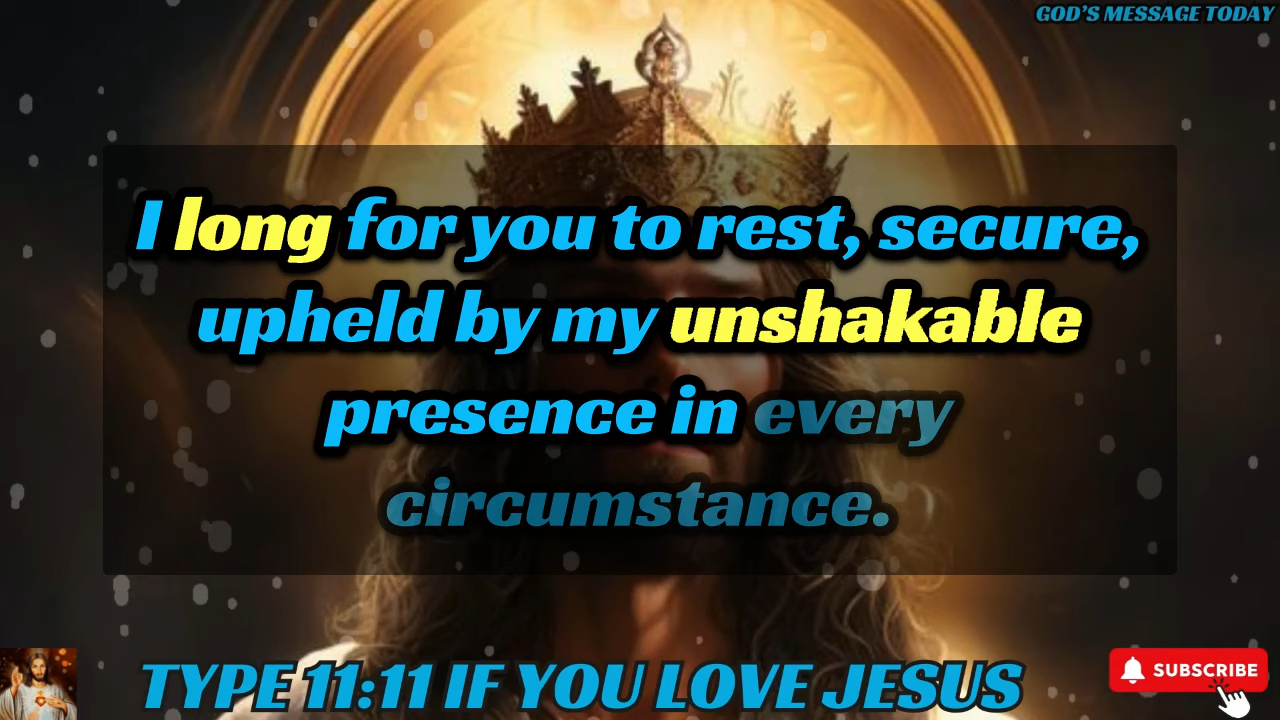 GOD'S MESSAGE TODAY
I long for you to rest, secure,
upheld by my unshakable
presence in every
circumstance.
TYPE 11:11 IF YOU LOVE JESUS
SUBSCRIBE